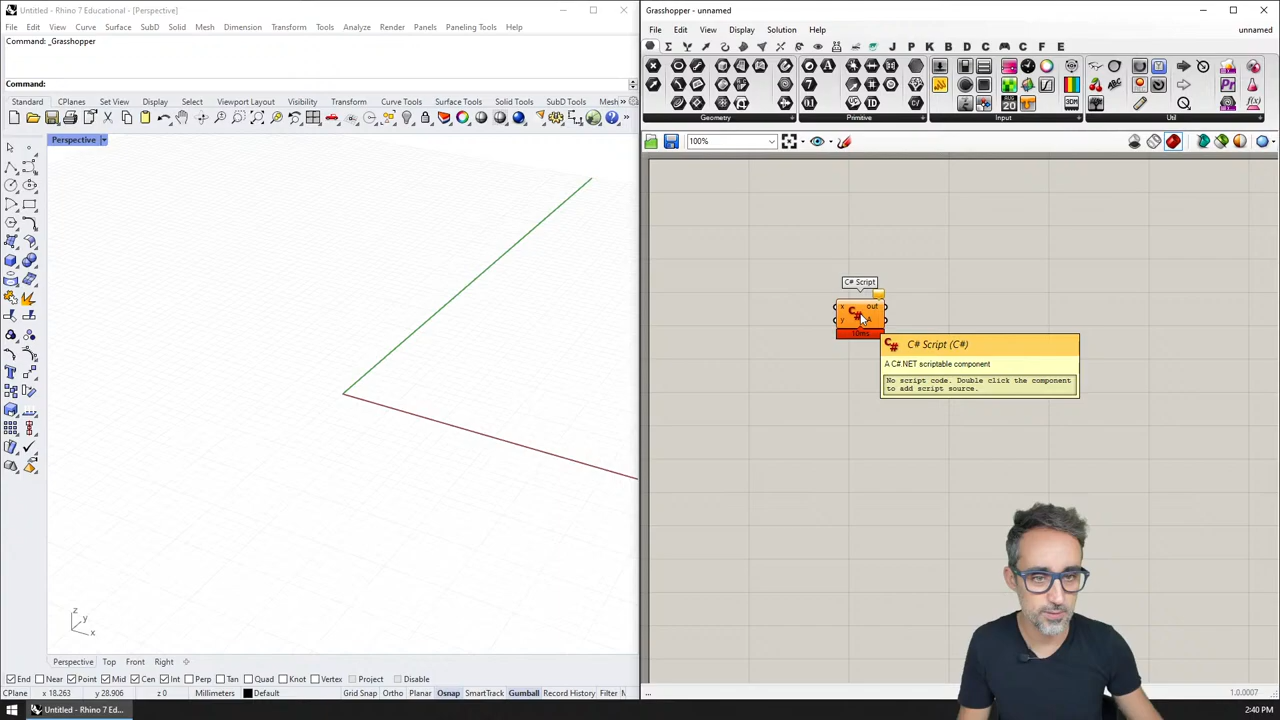 Untitled - Rhino 7 Educational - [Perspective]
File Edit View Curve Surface SubD Solid Mesh Dimension Transform Tools Analyze Render Panels Paneling Tools Help
Command: _Grasshopper
Command:
Standard CPlanes Set View Display Select Viewport Layout Visibility Transform Curve Tools Surface Tools Solid Tools SubD Tools Mesh »
Perspective
z
y
x
Perspective Top Front Right
End Near Point Mid Cen Int Perp Tan Quad Knot Vertex Project Disable
CPlane x 18.263 y 28.906 z 0 Millimeters Default Grid Snap Ortho Planar Osnap SmartTrack Gumball Record History Filter
Untitled - Rhino 7 E...
Grasshopper - unnamed
File Edit View Display Solution Help
unnamed
J P K B D C C F E
Geometry Primitive Input Util
100%
C# Script
x out
C#
y A
10ms
C# Script (C#)
A C#.NET scriptable component
No script code. Double click the component
to add script source.
...
1.0.0007
2:40 PM